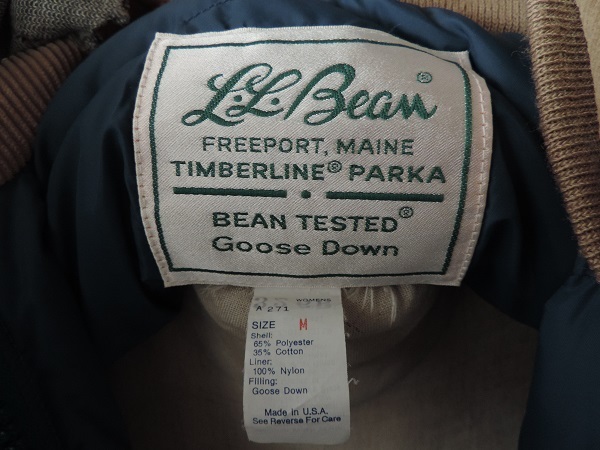 L.L.Bean®
FREEPORT, MAINE
TIMBERLINE® PARKA
BEAN TESTED®
Goose Down
WOMENS
A 271
SIZE M
Shell:
65% Polyester
35% Cotton
Liner:
100% Nylon
Filling:
Goose Down
Made in U.S.A.
See Reverse For Care